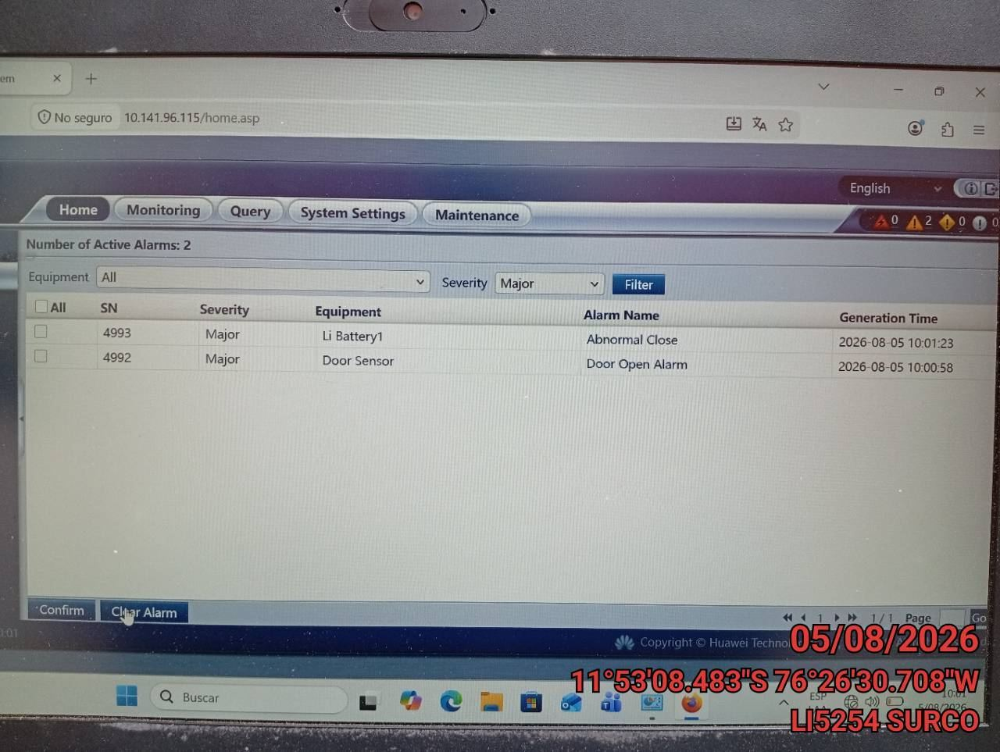 em
No seguro 10.141.96.115/home.asp
English
Home Monitoring Query System Settings Maintenance
0 2 0 0
Number of Active Alarms: 2
Equipment All Severity Major Filter
All SN Severity Equipment Alarm Name Generation Time
4993 Major Li Battery1 Abnormal Close 2026-08-05 10:01:23
4992 Major Door Sensor Door Open Alarm 2026-08-05 10:00:58
Confirm Clear Alarm
1 1/1 Page Go
Copyright © Huawei Techno
05/08/2026
11°53'08.483"S 76°26'30.708"W
Buscar
ESP
10:01
5/08/2026
LI5254 SURCO